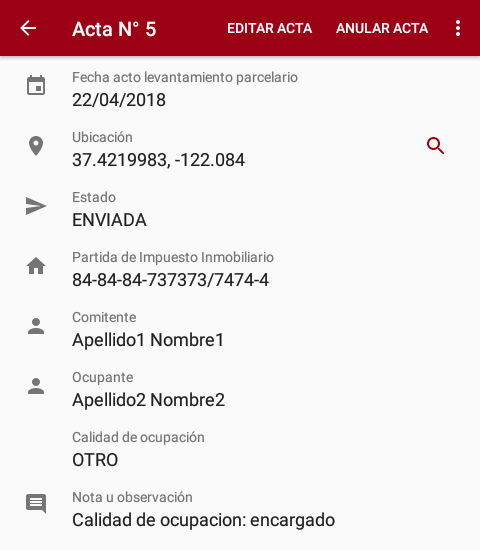 Acta N° 5
EDITAR ACTA
ANULAR ACTA
Fecha acto levantamiento parcelario
22/04/2018
Ubicación
37.4219983, -122.084
Estado
ENVIADA
Partida de Impuesto Inmobiliario
84-84-84-737373/7474-4
Comitente
Apellido1 Nombre1
Ocupante
Apellido2 Nombre2
Calidad de ocupación
OTRO
Nota u observación
Calidad de ocupacion: encargado